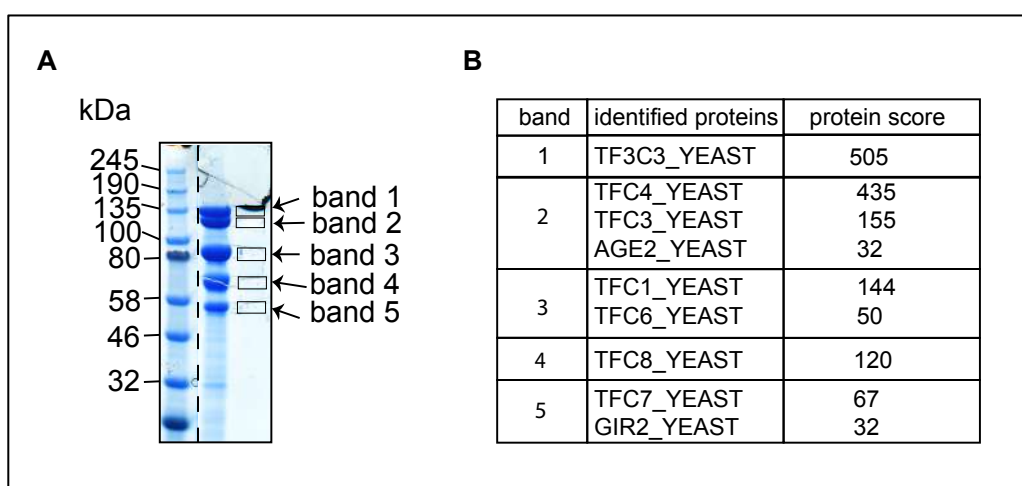 A
kDa
245
190
135
100
80
58
46
32
band 1
band 2
band 3
band 4
band 5
B
band identified proteins protein score
1 TF3C3_YEAST 505
2 TFC4_YEAST 435
TFC3_YEAST 155
AGE2_YEAST 32
3 TFC1_YEAST 144
TFC6_YEAST 50
4 TFC8_YEAST 120
5 TFC7_YEAST 67
GIR2_YEAST 32